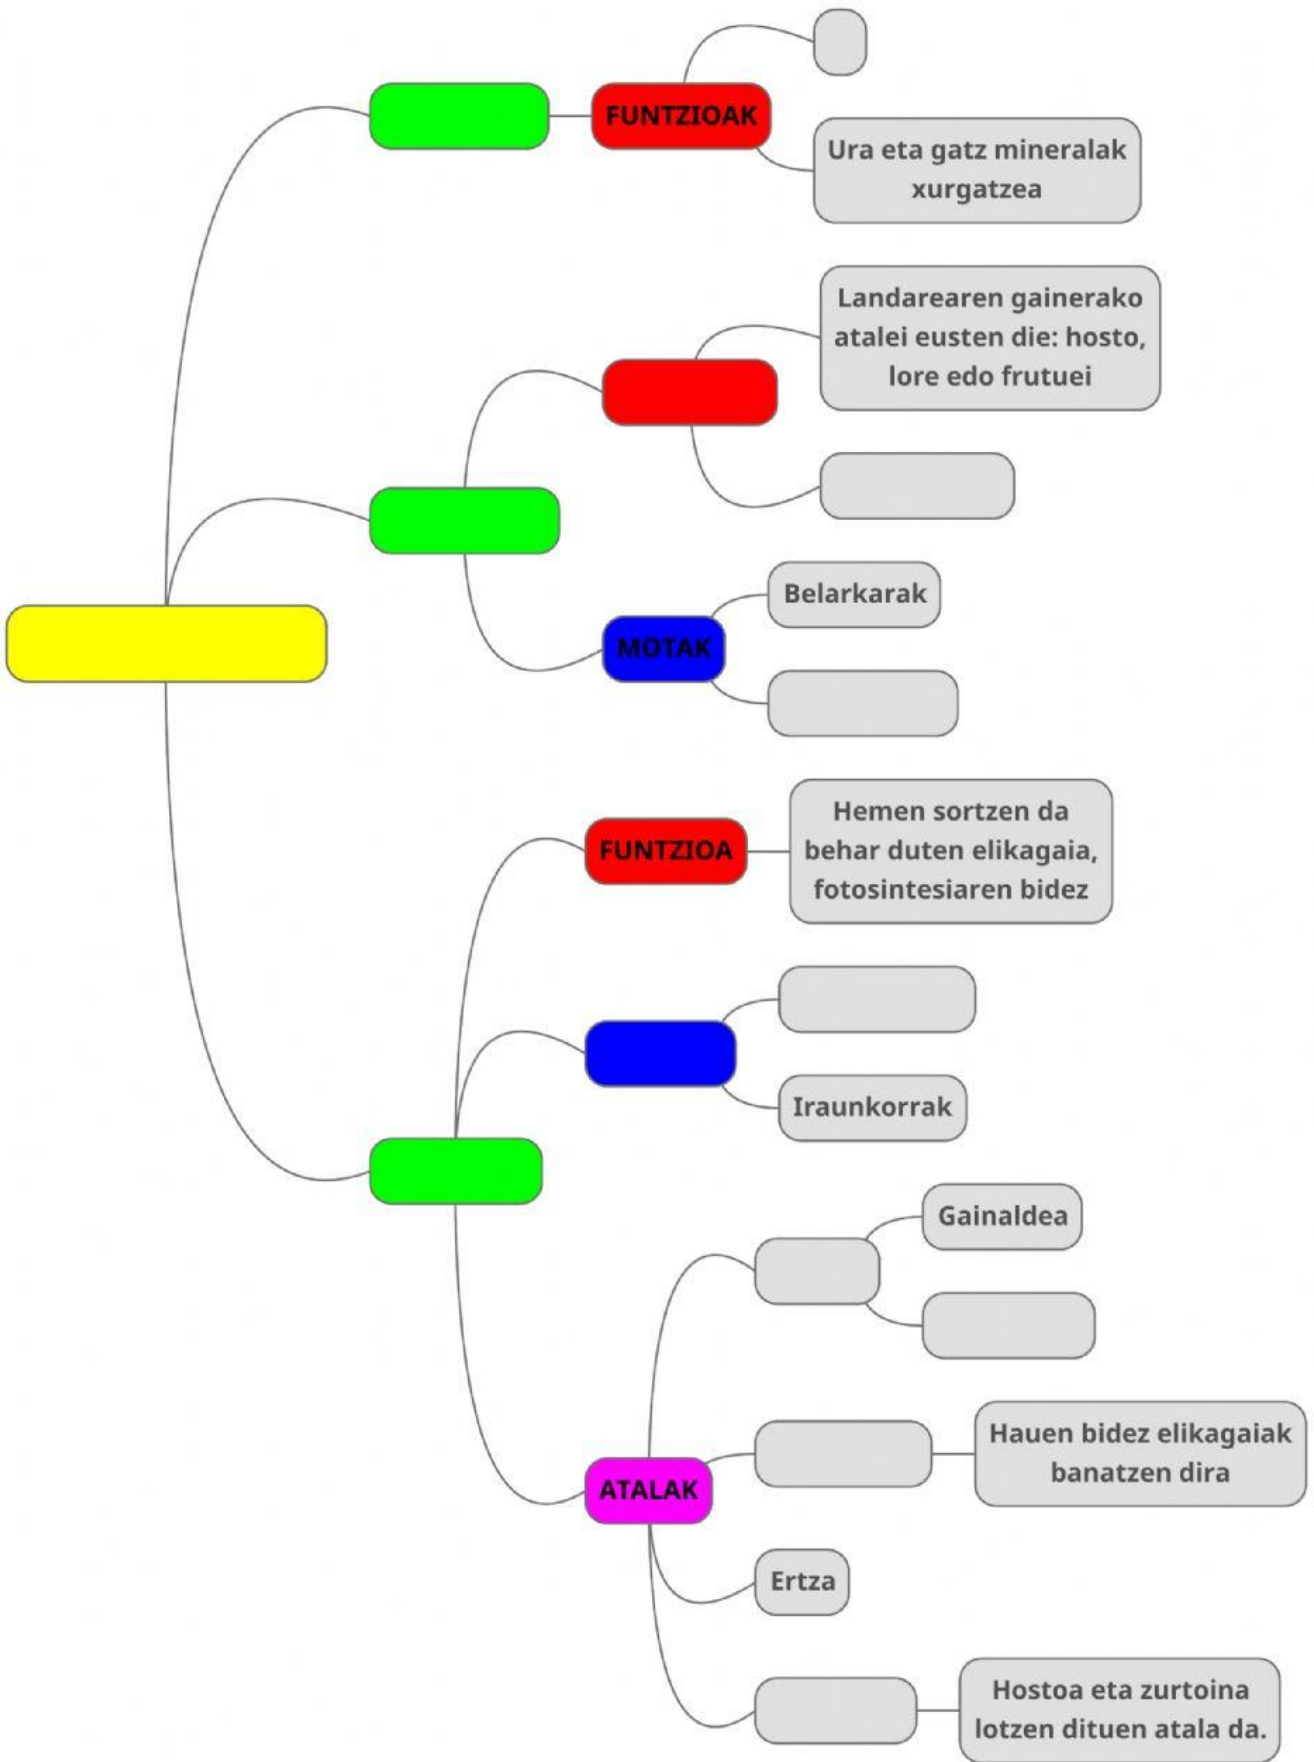 FUNTZIOAK
Ura eta gatz mineralak
xurgatzea
Landarearen gainerako
atalei eusten die: hosto,
lore edo frutuei
Belarkarak
MOTAK
Hemen sortzen da
behar duten elikagaia,
fotosintesiaren bidez
FUNTZIOA
Iraunkorrak
Gainaldea
Hauen bidez elikagaiak
banatzen dira
ATALAK
Ertza
Hostoa eta zurtoina
lotzen dituen atala da.